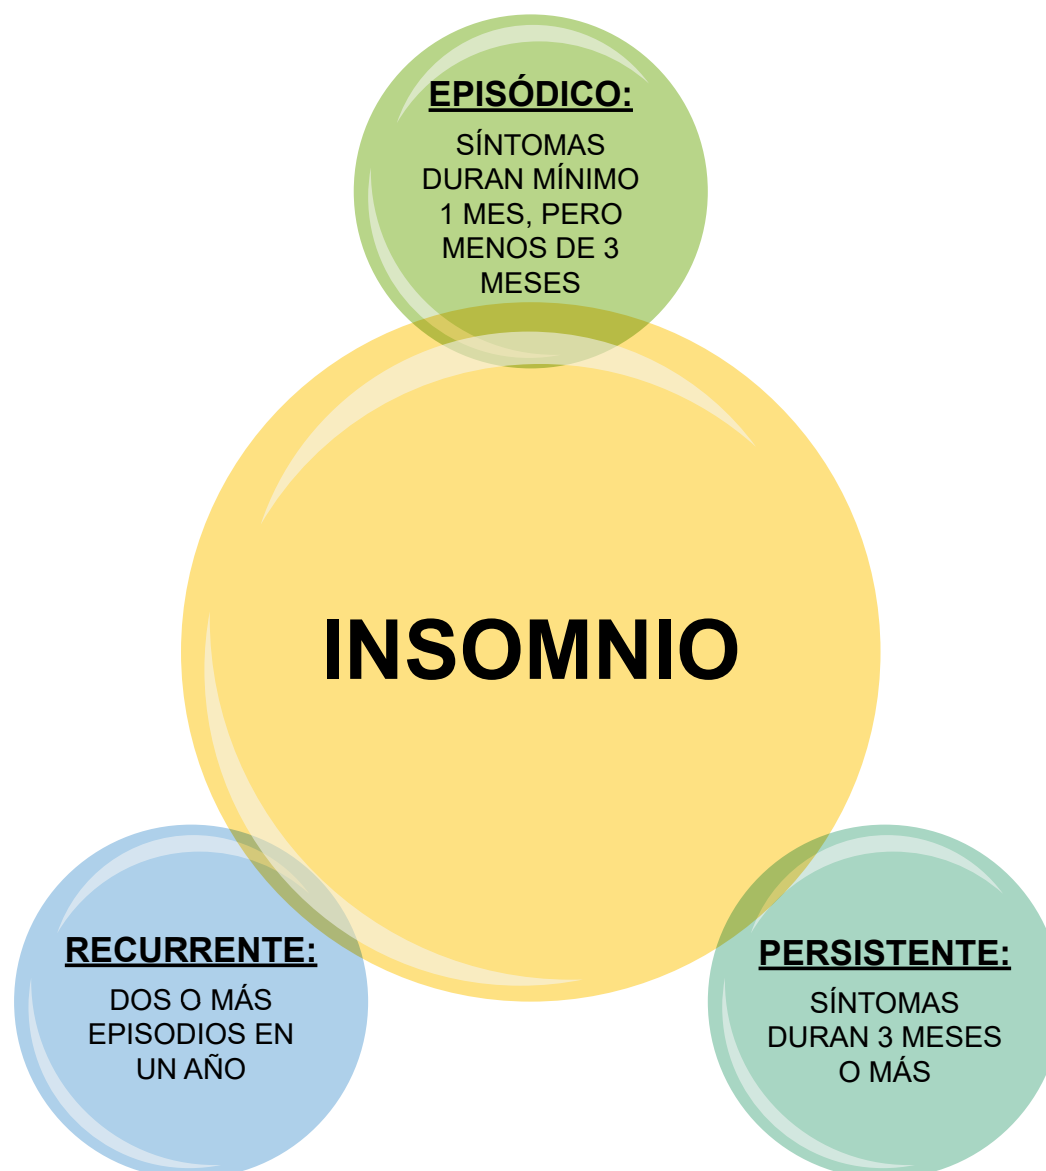 EPISÓDICO:
SÍNTOMAS
DURAN MÍNIMO
1 MES, PERO
MENOS DE 3
MESES
INSOMNIO
RECURRENTE:
DOS O MÁS
EPISODIOS EN
UN AÑO
PERSISTENTE:
SÍNTOMAS
DURAN 3 MESES
O MÁS